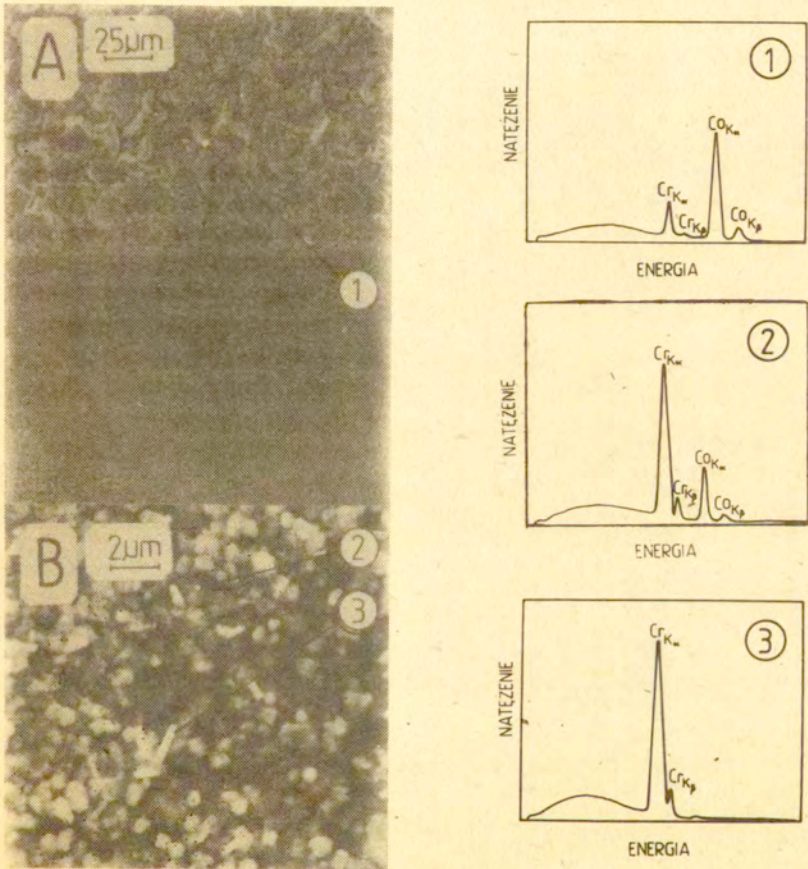 A
25µm
1
B
2µm
2
3
NATĘŻENIE
1
CrKα
CrKβ
CoKα
CoKβ
ENERGIA
NATĘŻENIE
2
CrKα
CrKβ
CoKα
CoKβ
ENERGIA
NATĘŻENIE
3
CrKα
CrKβ
ENERGIA